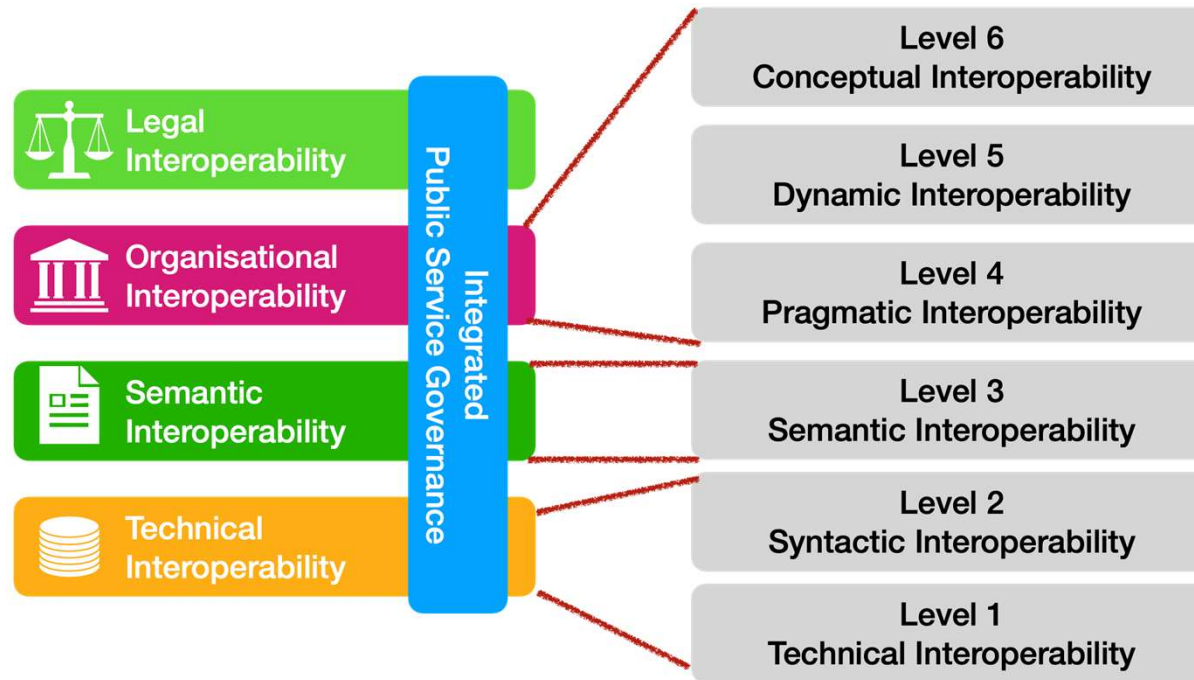 Legal
Interoperability
Organisational
Interoperability
Semantic
Interoperability
Technical
Interoperability
Integrated
Public Service Governance
Level 6
Conceptual Interoperability
Level 5
Dynamic Interoperability
Level 4
Pragmatic Interoperability
Level 3
Semantic Interoperability
Level 2
Syntactic Interoperability
Level 1
Technical Interoperability